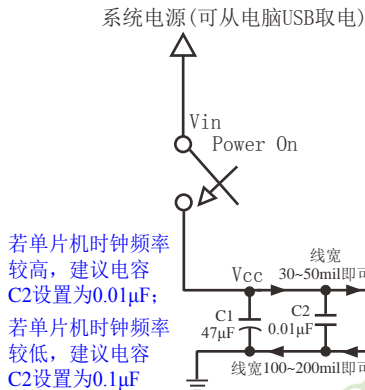 系统电源(可从电脑USB取电)
Vin
Power On
若单片机时钟频率
较高，建议电容
C2设置为0.01μF；
若单片机时钟频率
较低，建议电容
C2设置为0.1μF
线宽
Vcc
30~50mil即可
C1
47μF
C2
0.01μF
线宽100~200mil即可